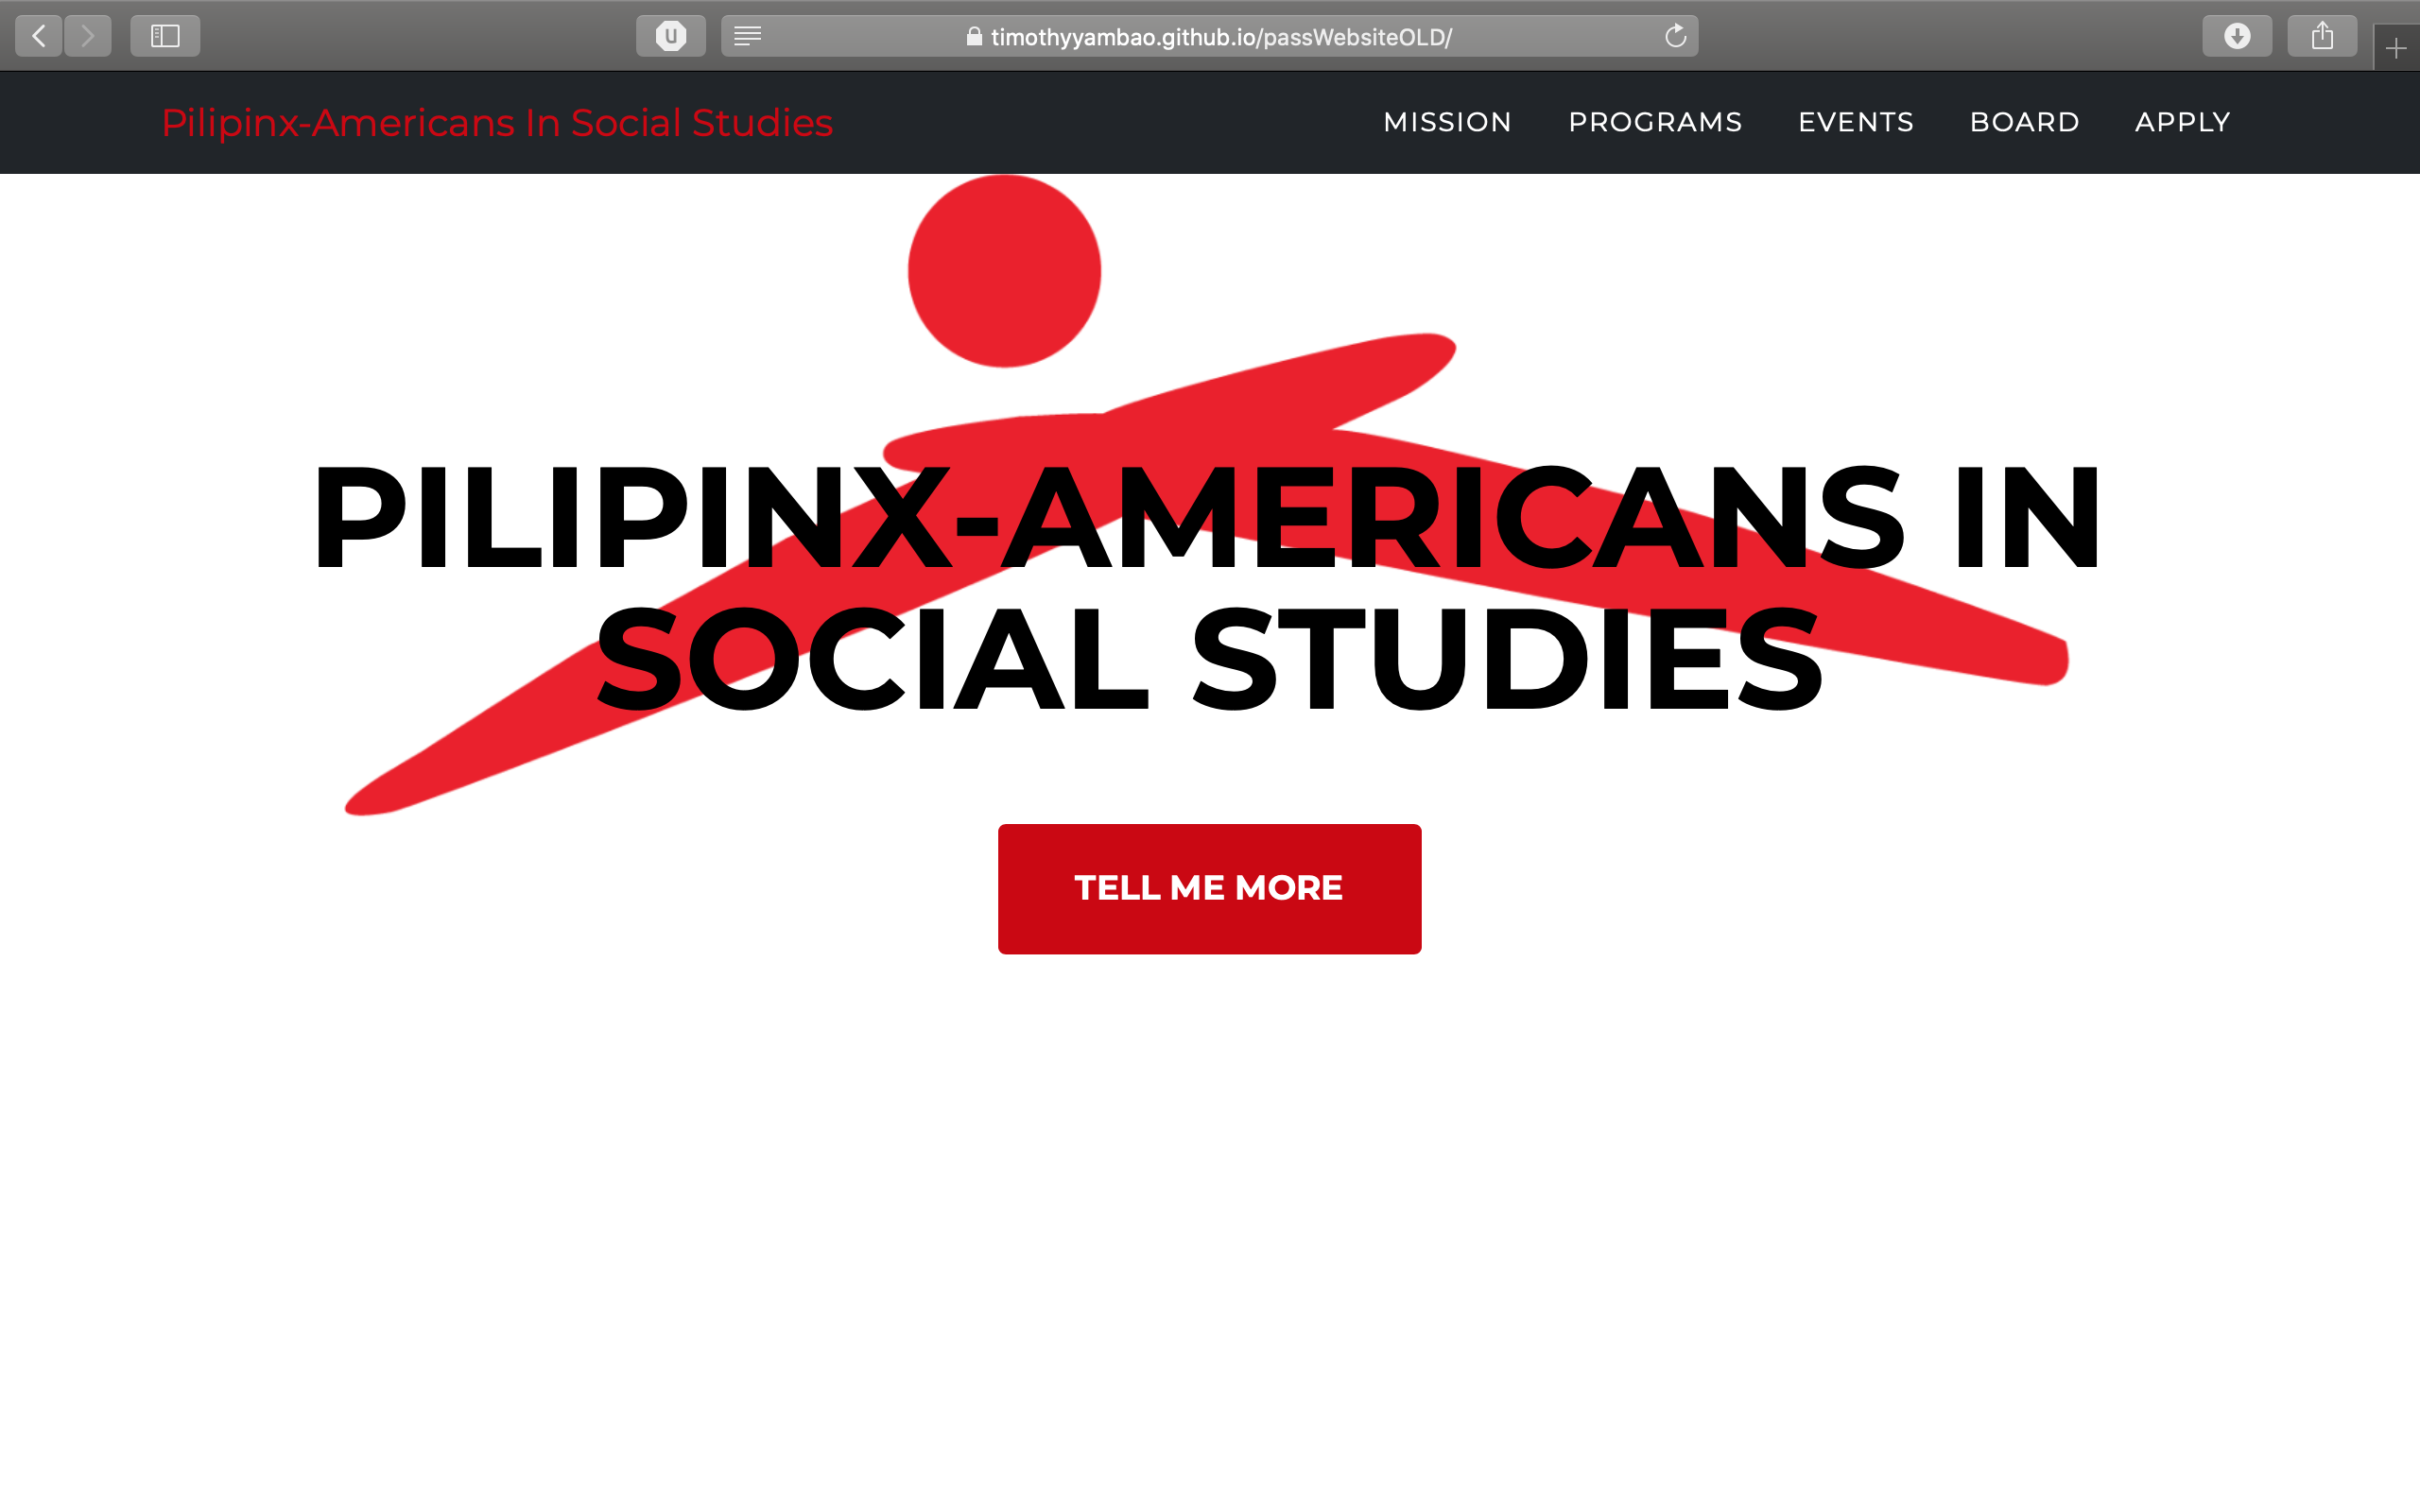 timothyyambao.github.io/passWebsiteOLD/
Pilipinx-Americans In Social Studies
MISSION PROGRAMS EVENTS BOARD APPLY
PILIPINX-AMERICANS IN
SOCIAL STUDIES
TELL ME MORE